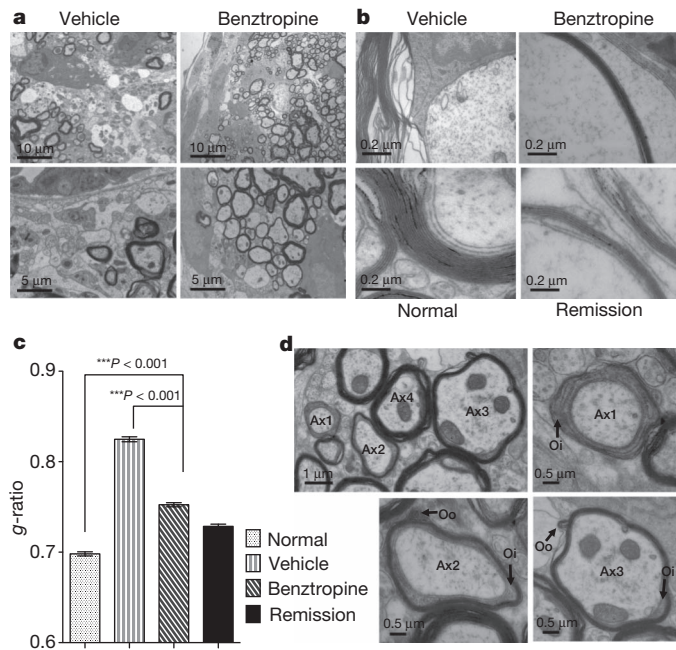 a
Vehicle
Benztropine
10 µm
10 µm
5 µm
5 µm
b
Vehicle
Benztropine
0.2 µm
0.2 µm
0.2 µm
0.2 µm
Normal
Remission
c
***P < 0.001
***P < 0.001
0.9
0.8
0.7
0.6
g-ratio
Normal
Vehicle
Benztropine
Remission
d
Ax1
Ax2
Ax4
Ax3
1 µm
Ax1
Oi
0.5 µm
Oo
Ax2
Oi
0.5 µm
Oo
Ax3
Oi
0.5 µm